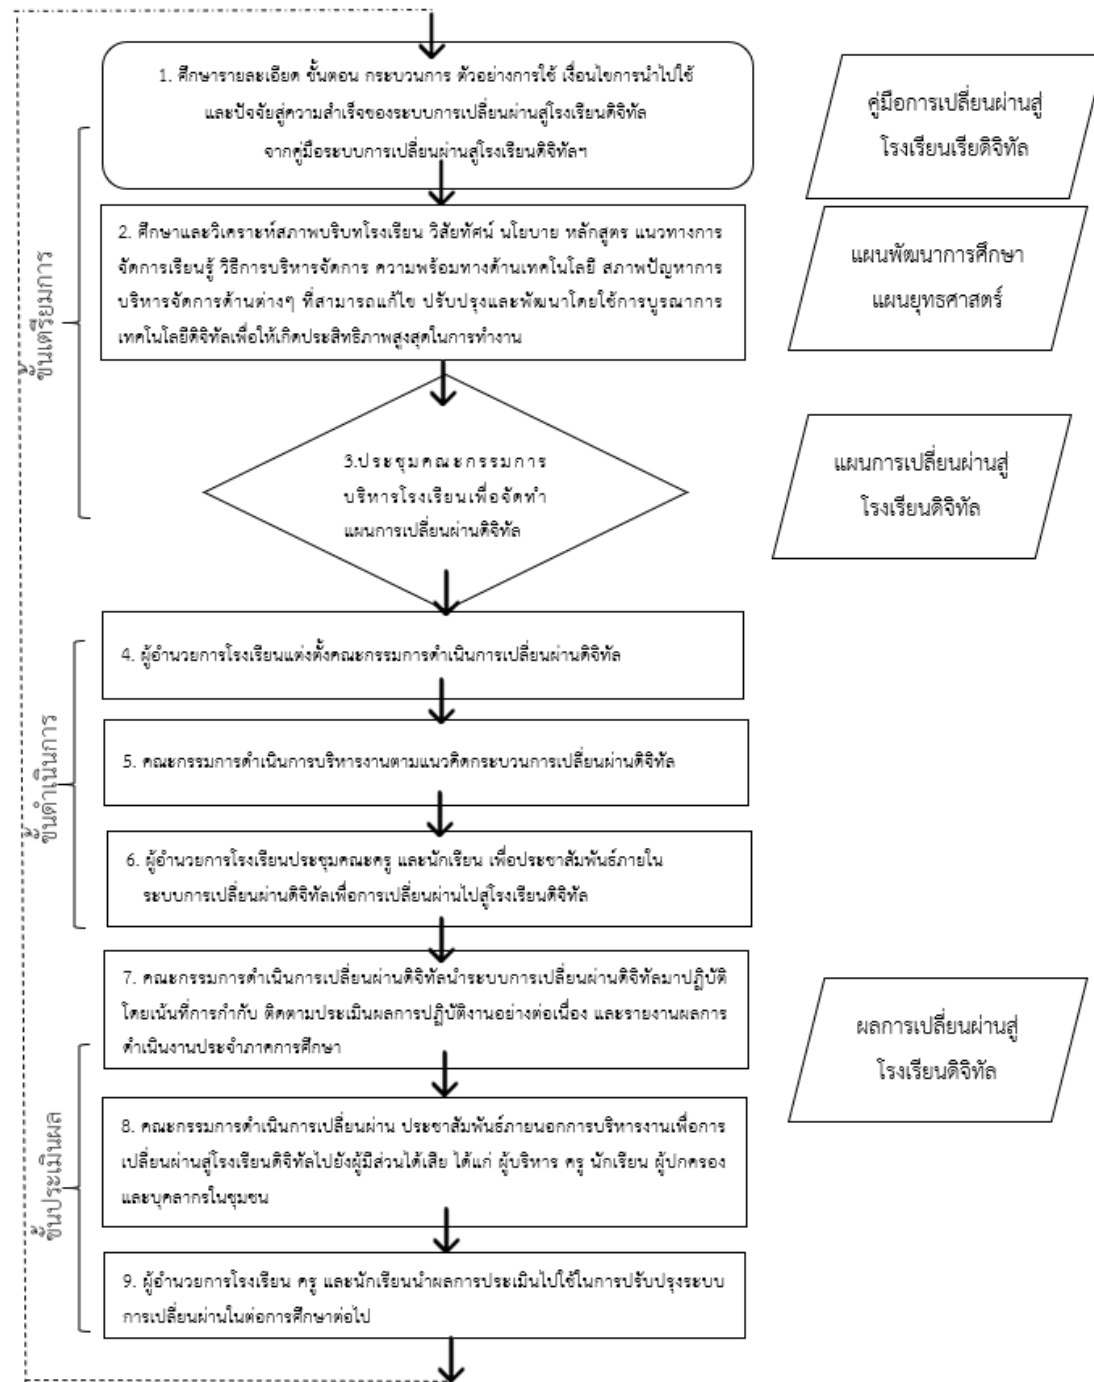 1. ศึกษารายละเอียด ขั้นตอน กระบวนการ ตัวอย่างการใช้ เงื่อนไขการนำไปใช้
และปัจจัยสู่ความสำเร็จของระบบการเปลี่ยนผ่านสู่โรงเรียนดิจิทัล
จากคู่มือระบบการเปลี่ยนผ่านสู่โรงเรียนดิจิทัลฯ
คู่มือการเปลี่ยนผ่านสู่
โรงเรียนเรียดิจิทัล
ขั้นเตรียมการ
2. ศึกษาและวิเคราะห์สภาพบริบทโรงเรียน วิสัยทัศน์ นโยบาย หลักสูตร แนวทางการ
จัดการเรียนรู้ วิธีการบริหารจัดการ ความพร้อมทางด้านเทคโนโลยี สภาพปัญหาการ
บริหารจัดการด้านต่างๆ ที่สามารถแก้ไข ปรับปรุงและพัฒนาโดยใช้การบูรณาการ
เทคโนโลยีดิจิทัลเพื่อให้เกิดประสิทธิภาพสูงสุดในการทำงาน
แผนพัฒนาการศึกษา
แผนยุทธศาสตร์
3.ประชุมคณะกรรมการ
บริหารโรงเรียนเพื่อจัดทำ
แผนการเปลี่ยนผ่านดิจิทัล
แผนการเปลี่ยนผ่านสู่
โรงเรียนดิจิทัล
ขั้นดำเนินการ
4. ผู้อำนวยการโรงเรียนแต่งตั้งคณะกรรมการดำเนินการเปลี่ยนผ่านดิจิทัล
5. คณะกรรมการดำเนินการบริหารงานตามแนวคิดกระบวนการเปลี่ยนผ่านดิจิทัล
6. ผู้อำนวยการโรงเรียนประชุมคณะครู และนักเรียน เพื่อประชาสัมพันธ์ภายใน
ระบบการเปลี่ยนผ่านดิจิทัลเพื่อการเปลี่ยนผ่านไปสู่โรงเรียนดิจิทัล
7. คณะกรรมการดำเนินการเปลี่ยนผ่านดิจิทัลนำระบบการเปลี่ยนผ่านดิจิทัลมาปฏิบัติ
โดยเน้นที่การกำกับ ติดตามประเมินผลการปฏิบัติงานอย่างต่อเนื่อง และรายงานผลการ
ดำเนินงานประจำภาคการศึกษา
ผลการเปลี่ยนผ่านสู่
โรงเรียนดิจิทัล
ขั้นประเมินผล
8. คณะกรรมการดำเนินการเปลี่ยนผ่าน ประชาสัมพันธ์ภายนอกการบริหารงานเพื่อการ
เปลี่ยนผ่านสู่โรงเรียนดิจิทัลไปยังผู้มีส่วนได้เสีย ได้แก่ ผู้บริหาร ครู นักเรียน ผู้ปกครอง
และบุคลากรในชุมชน
9. ผู้อำนวยการโรงเรียน ครู และนักเรียนนำผลการประเมินไปใช้ในการปรับปรุงระบบ
การเปลี่ยนผ่านในต่อการศึกษาต่อไป